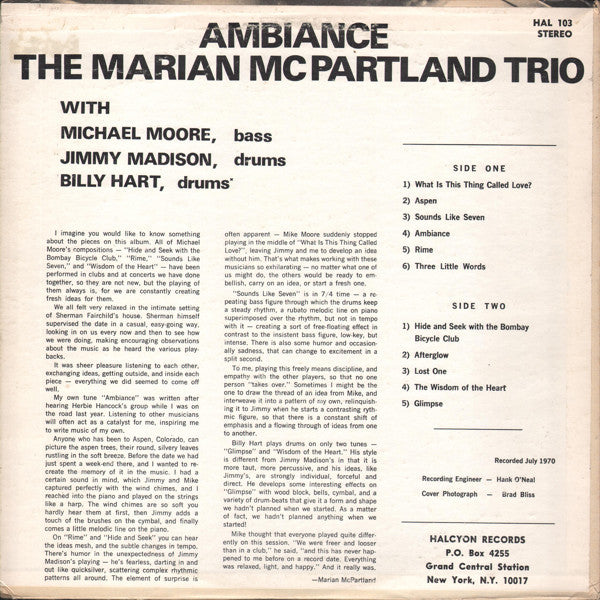 HAL 103
STEREO
AMBIANCE
THE MARIAN McPARTLAND TRIO
WITH
MICHAEL MOORE, bass
JIMMY MADISON, drums
BILLY HART, drums
I imagine you would like to know something
about the pieces on this album. All of Michael
Moore's compositions — "Hide and Seek with the
Bombay Bicycle Club," "Rime," "Sounds Like
Seven," and "Wisdom of the Heart" — have been
performed in clubs and at concerts we have done
together, so they are not new, but the playing of
them always is, for we are constantly creating
fresh ideas for them.
We all felt very relaxed in the intimate setting
of Sherman Fairchild's house. Sherman himself
supervised the date in a casual, easy-going way,
looking in on us every now and then to see how
we were doing, making encouraging observations
about the music as he heard the various play-
backs.
It was sheer pleasure listening to each other,
exchanging ideas, getting outside, and inside each
piece — everything we did seemed to come off
well.
My own tune "Ambiance" was written after
hearing Herbie Hancock's group while I was on
the road last year. Listening to other musicians
will often act as a catalyst for me, inspiring me
to write music of my own.
Anyone who has been to Aspen, Colorado, can
picture the aspen trees, their round, silvery leaves
rustling in the soft breeze. Before the date we had
just spent a week-end there, and I wanted to re-
create the memory of it in music. I had a
certain sound in mind, which Jimmy and Mike
captured perfectly with the wind chimes, and I
reached into the piano and played on the strings
like a harp. The wind chimes are so soft you
hardly hear them at first, then Jimmy adds a
touch of the brushes on the cymbal, and finally
comes a little melodic line on the piano.
On "Rime" and "Hide and Seek" you can hear
the ideas mesh, and the subtle changes in tempo.
There's humor in the unexpectedness of Jimmy
Madison's playing — he's fearless, darting in and
out like quicksilver, scattering complex rhythmic
patterns all around. The element of surprise is
often apparent — Mike Moore suddenly stopped
playing in the middle of "What Is This Thing Called
Love?", leaving Jimmy and me to develop an idea
without him. That's what makes working with these
musicians so exhilarating — no matter what one of
us might do, the others would be ready to em-
bellish, carry on an idea, or start a fresh one.
"Sounds Like Seven" is in 7/4 time — a re-
peating bass figure through which the drums keep
a steady rhythm, a rubato melodic line on piano
superimposed over the rhythm, but not in tempo
with it — creating a sort of free-floating effect in
contrast to the insistent bass figure, low-key, but
intense. There is also some humor and occasion-
ally sadness, that can change to excitement in a
split second.
To me, playing this freely means discipline, and
empathy with the other players, so that no one
person "takes over." Sometimes I might be the
one to draw the thread of an idea from Mike, and
interweave it into a pattern of my own, relinquish-
ing it to Jimmy when he starts a contrasting ryth-
mic figure, so that there is a constant shift of
emphasis and a flowing through of ideas from one
to another.
Billy Hart plays drums on only two tunes —
"Glimpse" and "Wisdom of the Heart." His style
is different from Jimmy Madison's in that it is
more taut, more percussive, and his ideas, like
Jimmy's, are strongly individual, forceful and
direct. He develops some interesting effects on
"Glimpse" with wood block, bells, cymbal, and a
variety of drum-beats that give it a form and shape
we hadn't planned when we started. As a matter
of fact, we hadn't planned anything when we
started!
Mike thought that everyone played quite differ-
ently on this session. "We were freer and looser
than in a club," he said, "and this has never hap-
pened to me before on a record date. Everything
was relaxed, light, and happy." And it really was.
—Marian McPartland
SIDE ONE
1) What Is This Thing Called Love?
2) Aspen
3) Sounds Like Seven
4) Ambiance
5) Rime
6) Three Little Words
SIDE TWO
1) Hide and Seek with the Bombay
Bicycle Club
2) Afterglow
3) Lost One
4) The Wisdom of the Heart
5) Glimpse
Recorded July 1970
Recording Engineer — Hank O'Neal
Cover Photograph — Brad Bliss
HALCYON RECORDS
P.O. Box 4255
Grand Central Station
New York, N.Y. 10017